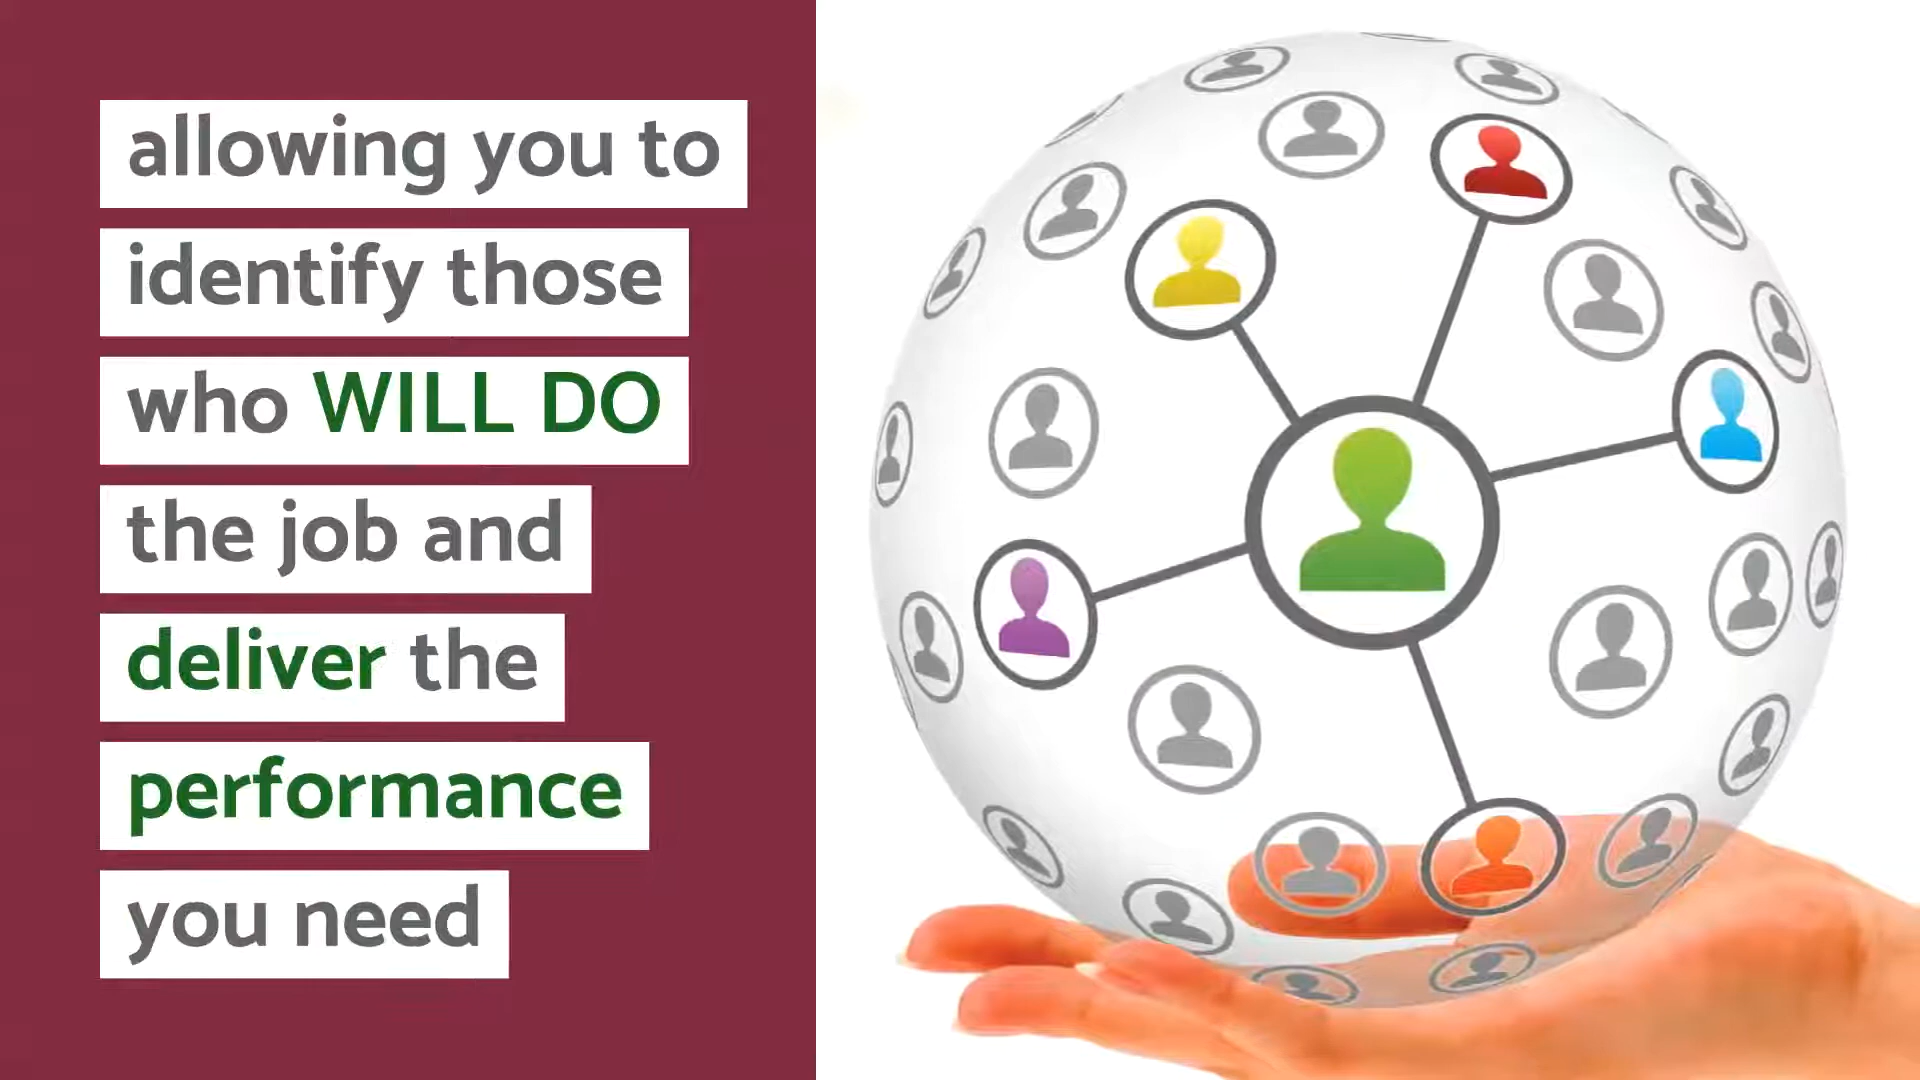 allowing you to
identify those
who WILL DO
the job and
deliver the
performance
you need